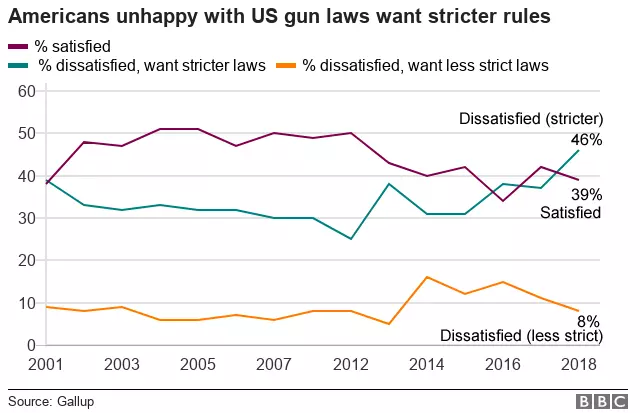 Americans unhappy with US gun laws want stricter rules
% satisfied
% dissatisfied, want stricter laws % dissatisfied, want less strict laws
60
50
40
30
20
10
0
Dissatisfied (stricter)
46%
39%
Satisfied
8%
Dissatisfied (less strict)
2001 2003 2005 2007 2012 2014 2016 2018
Source: Gallup BBC